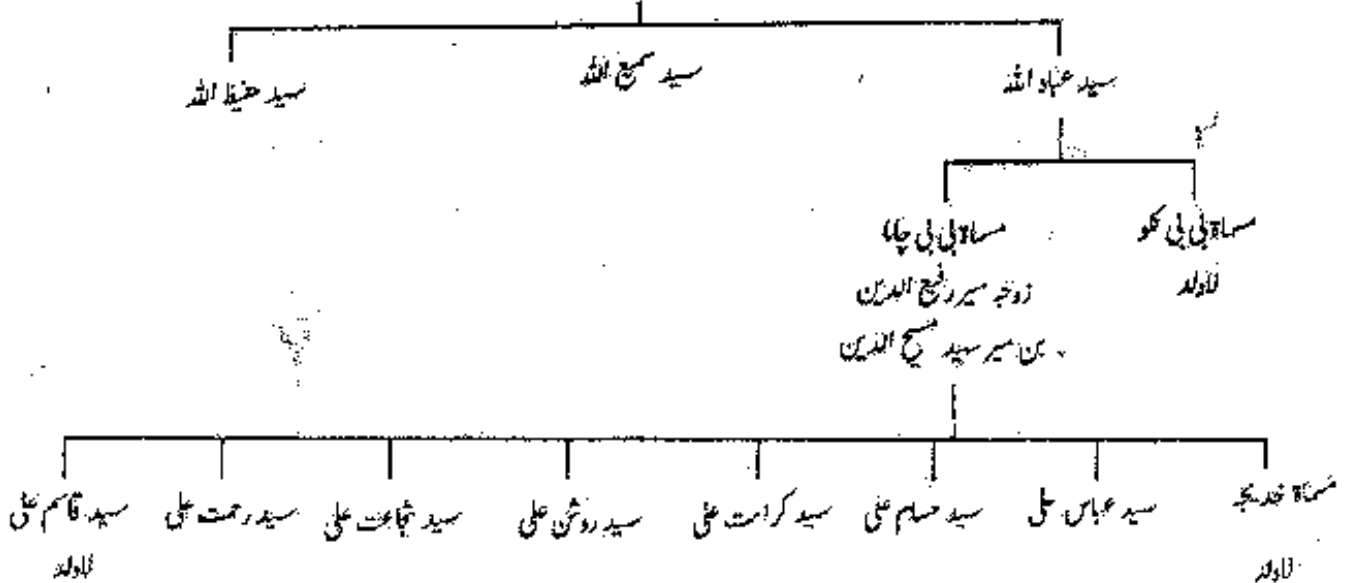 سید عباد اللہ
سید سمیع اللہ
سید حفیظ اللہ
مسماۃ بی بی ککو
لاولد
مسماۃ بی بی چاما
زوجہ میر رفیع الدین
بن میر سید مسیح الدین
مسماۃ خدیجہ
لاولد
سید عباس علی
سید حسام علی
سید کرامت علی
سید روشن علی
سید شجاعت علی
سید رحمت علی
سید قاسم علی
لاولد